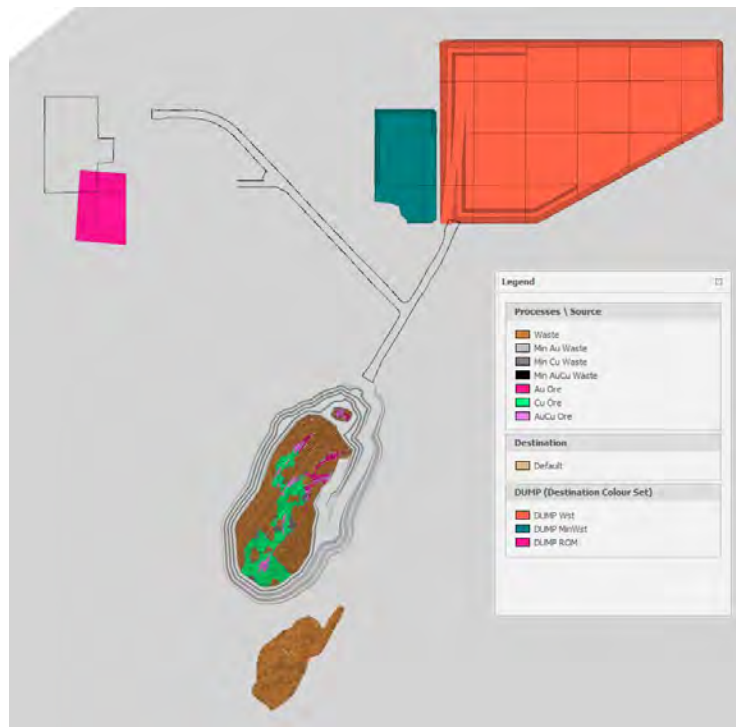 Legend
Processes \ Source
Waste
Min Au Waste
Min Cu Waste
Min AuCu Waste
Au Ore
Cu Ore
AuCu Ore
Destination
Default
DUMP (Destination Colour Set)
DUMP Wst
DUMP MinWst
DUMP ROM